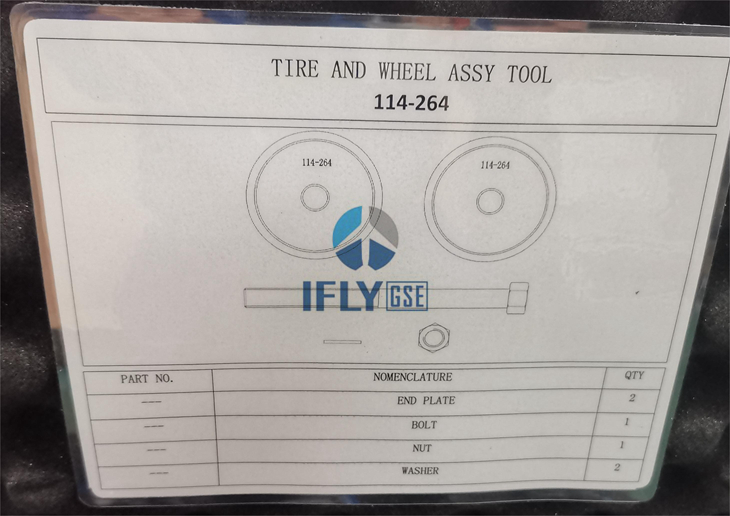 TIRE AND WHEEL ASSY TOOL
114-264
114-264 114-264
IFLY GSE
PART NO. NOMENCLATURE QTY
--- END PLATE 2
--- BOLT 1
--- NUT 1
--- WASHER 2